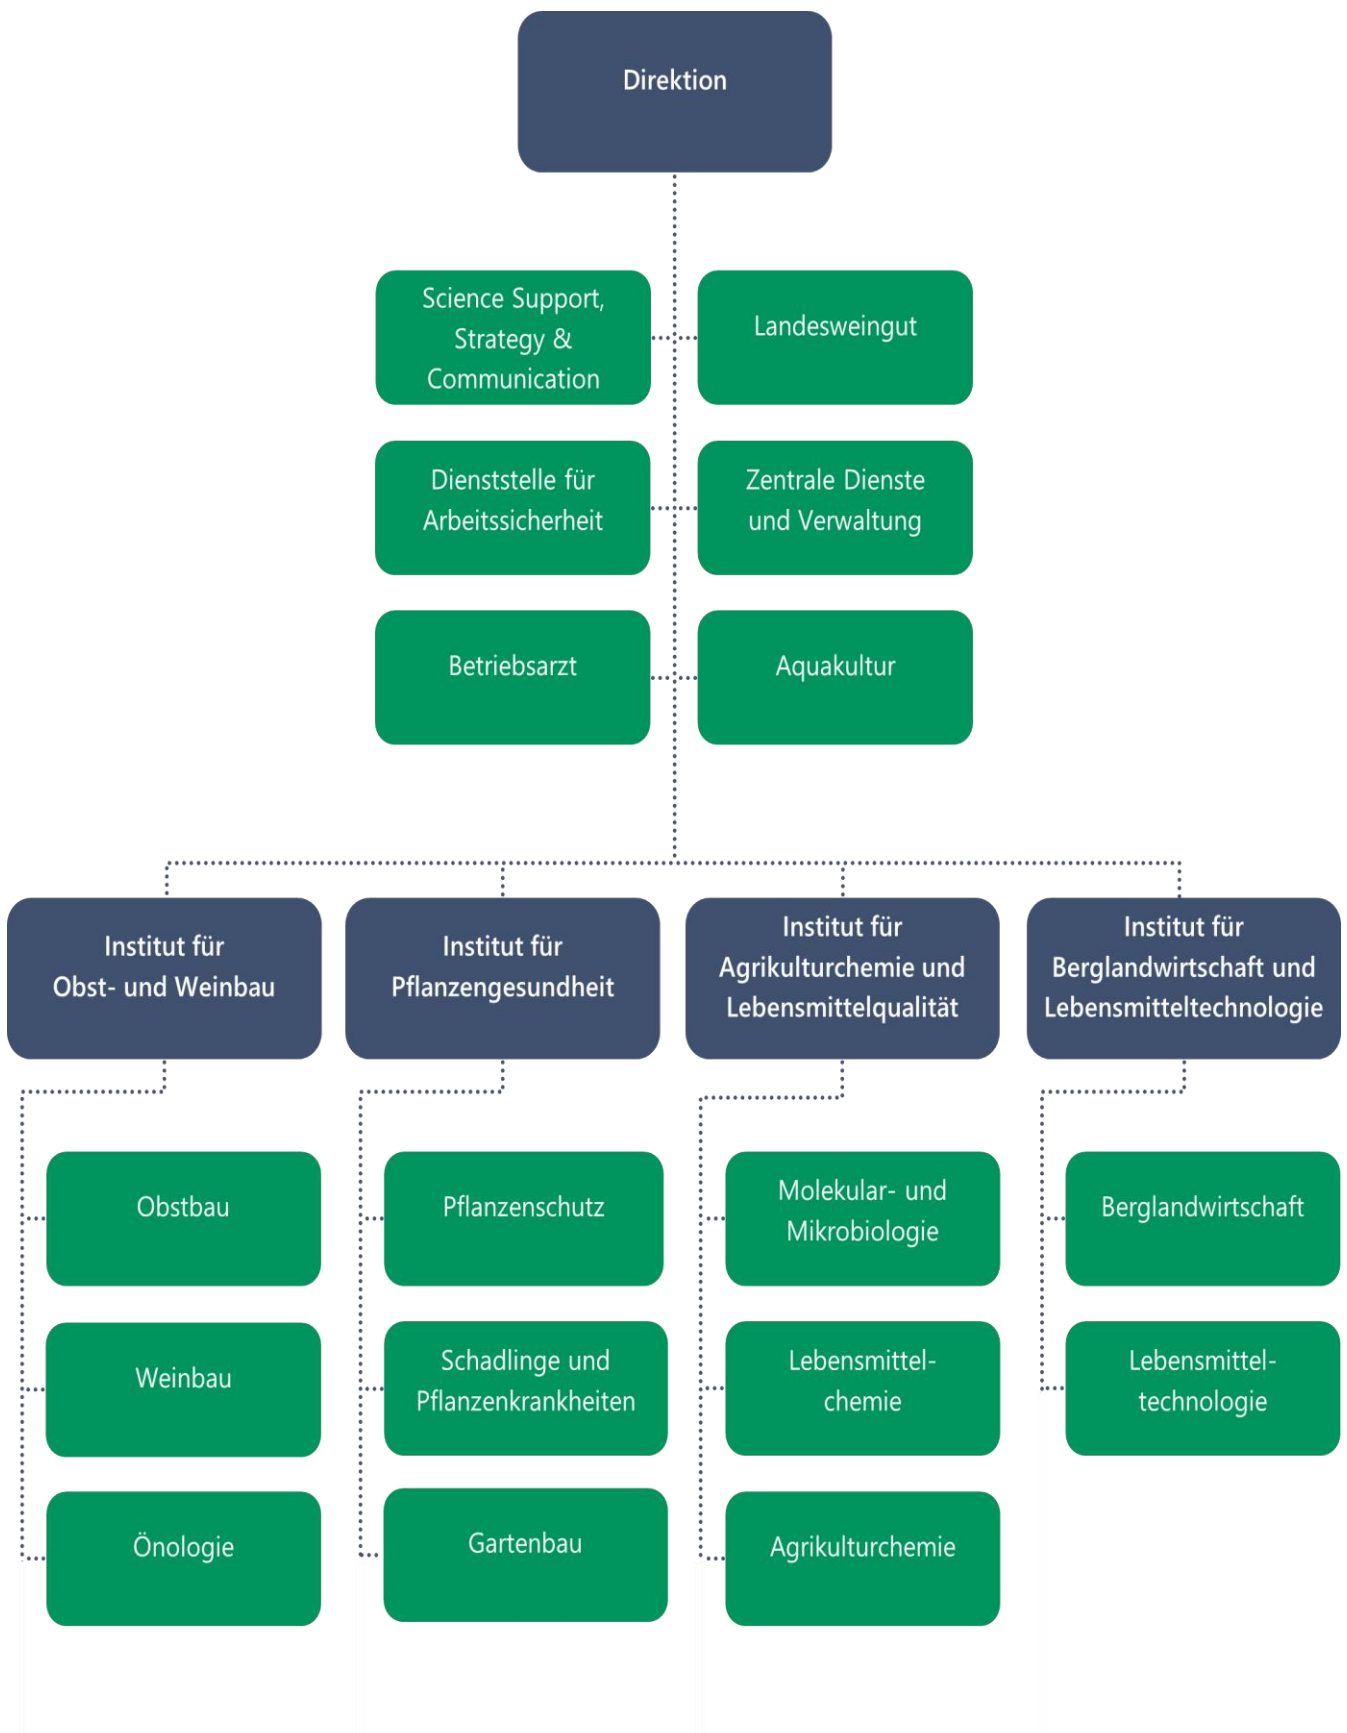 Direktion
Science Support,
Strategy &
Communication
Landesweingut
Dienststelle für
Arbeitssicherheit
Zentrale Dienste
und Verwaltung
Betriebsarzt
Aquakultur
Institut für
Obst- und Weinbau
Institut für
Pflanzengesundheit
Institut für
Agrikulturchemie und
Lebensmittelqualität
Institut für
Berglandwirtschaft und
Lebensmitteltechnologie
Obstbau
Weinbau
Önologie
Pflanzenschutz
Schadlinge und
Pflanzenkrankheiten
Gartenbau
Molekular- und
Mikrobiologie
Lebensmittel-
chemie
Agrikulturchemie
Berglandwirtschaft
Lebensmittel-
technologie